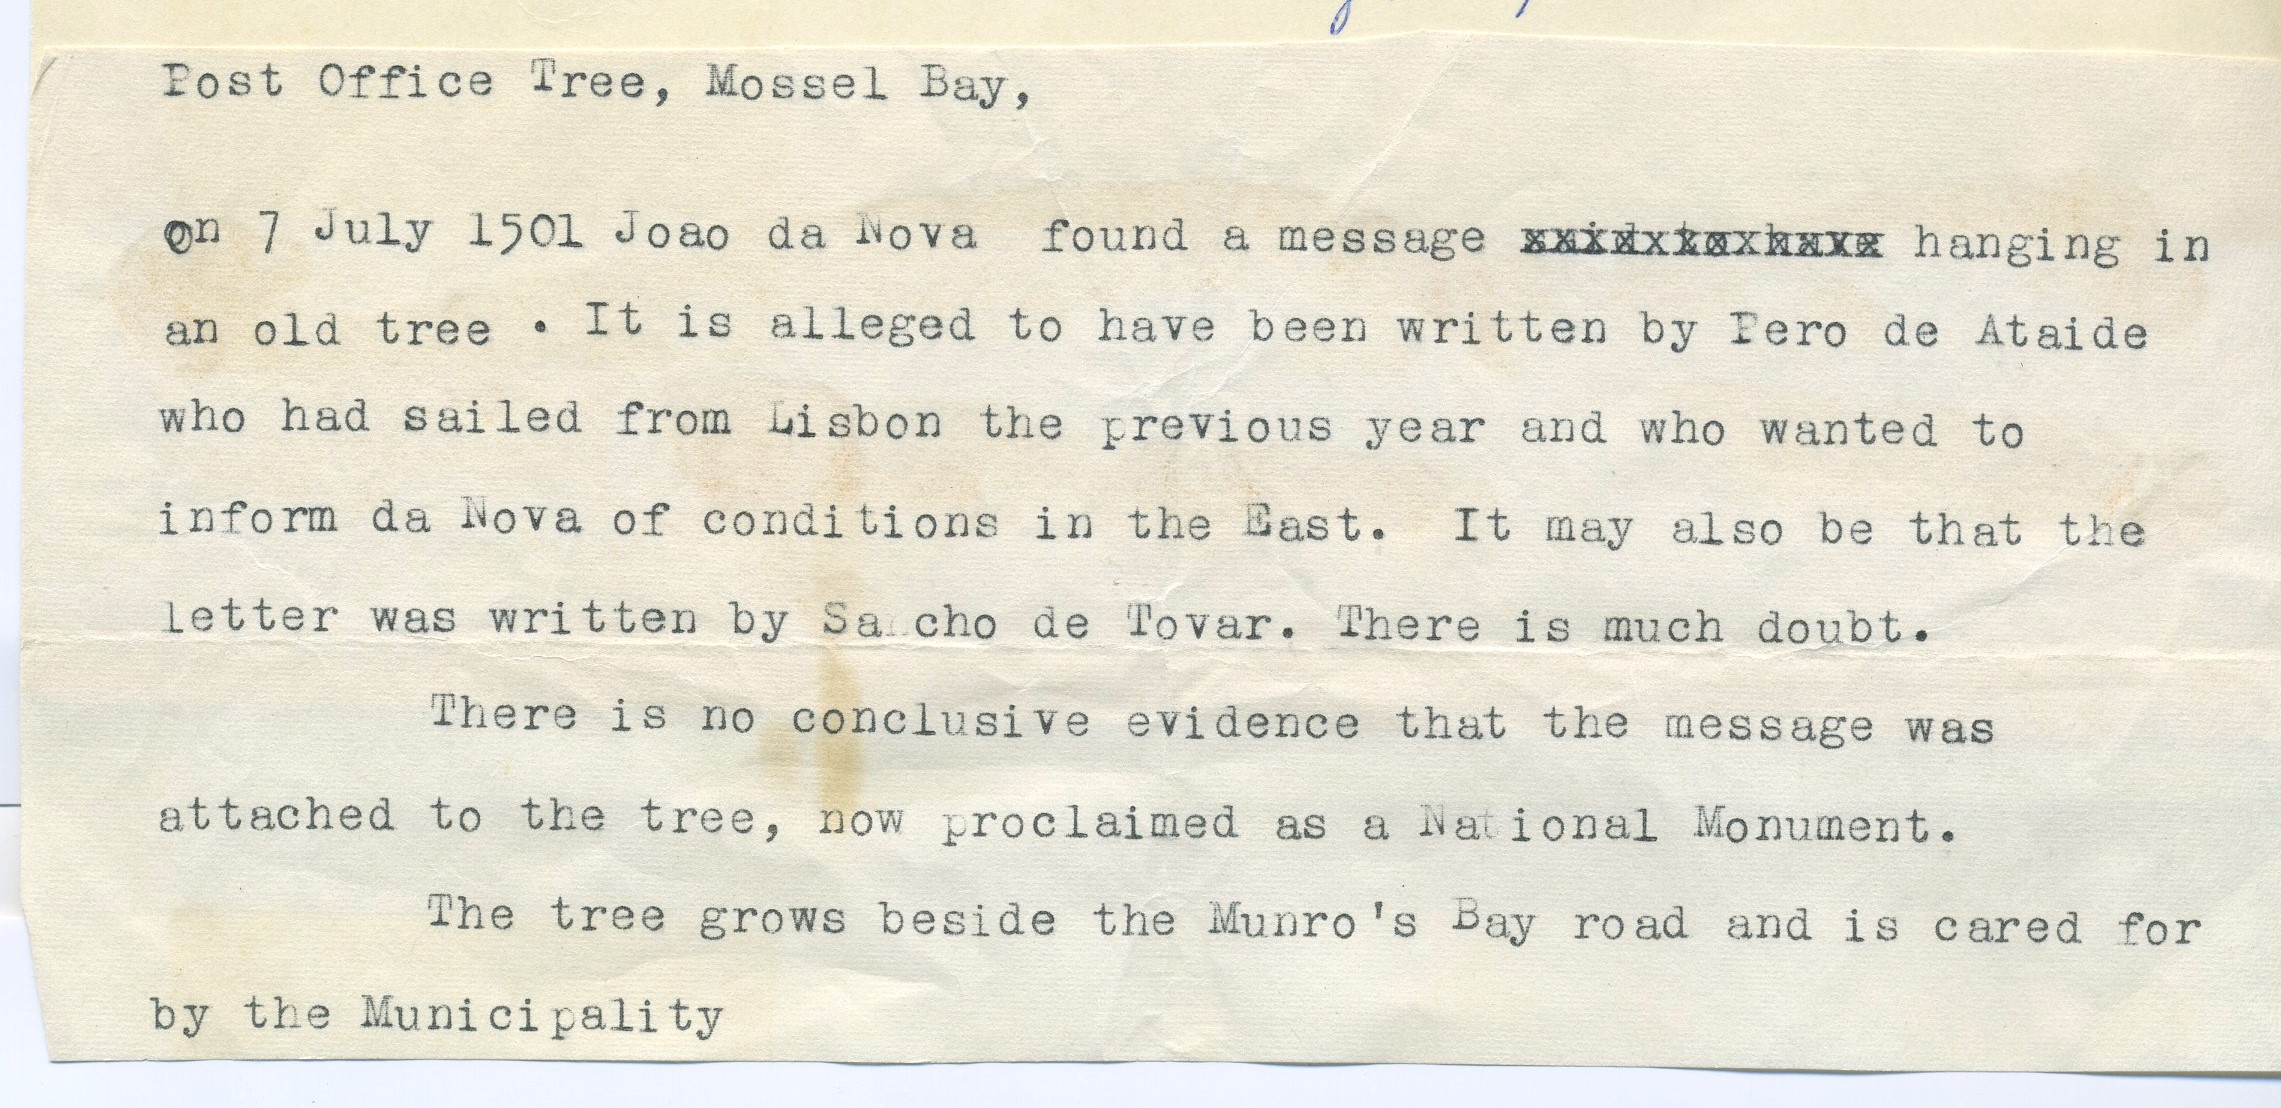 Post Office Tree, Mossel Bay,
On 7 July 1501 Joao da Nova found a message said to have hanging in
an old tree . It is alleged to have been written by Pero de Ataide
who had sailed from Lisbon the previous year and who wanted to
inform da Nova of conditions in the East. It may also be that the
letter was written by Sancho de Tovar. There is much doubt.
There is no conclusive evidence that the message was
attached to the tree, now proclaimed as a National Monument.
The tree grows beside the Munro's Bay road and is cared for
by the Municipality